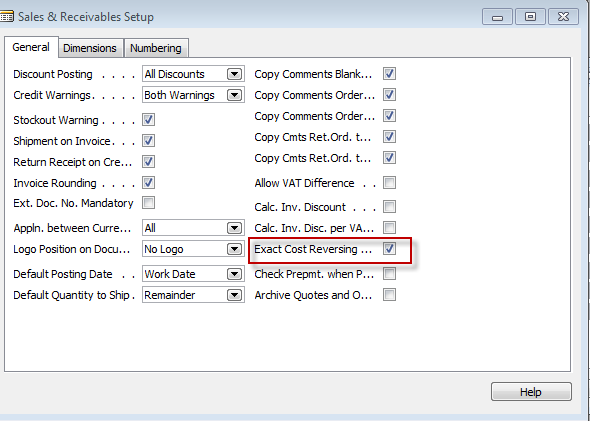 Sales & Receivables Setup
General Dimensions Numbering
Discount Posting . . . . All Discounts
Credit Warnings. . . . . Both Warnings
Stockout Warning . . . .
Shipment on Invoice. . .
Return Receipt on Cre...
Invoice Rounding . . . .
Ext. Doc. No. Mandatory
Appln. between Curre... All
Logo Position on Docu... No Logo
Default Posting Date . . Work Date
Default Quantity to Ship . Remainder
Copy Comments Blank...
Copy Comments Order...
Copy Comments Order...
Copy Cmts Ret.Ord. t...
Copy Cmts Ret.Ord. t...
Allow VAT Difference . . .
Calc. Inv. Discount . . . .
Calc. Inv. Disc. per VA...
Exact Cost Reversing ...
Check Prepmt. when P...
Archive Quotes and O...
Help